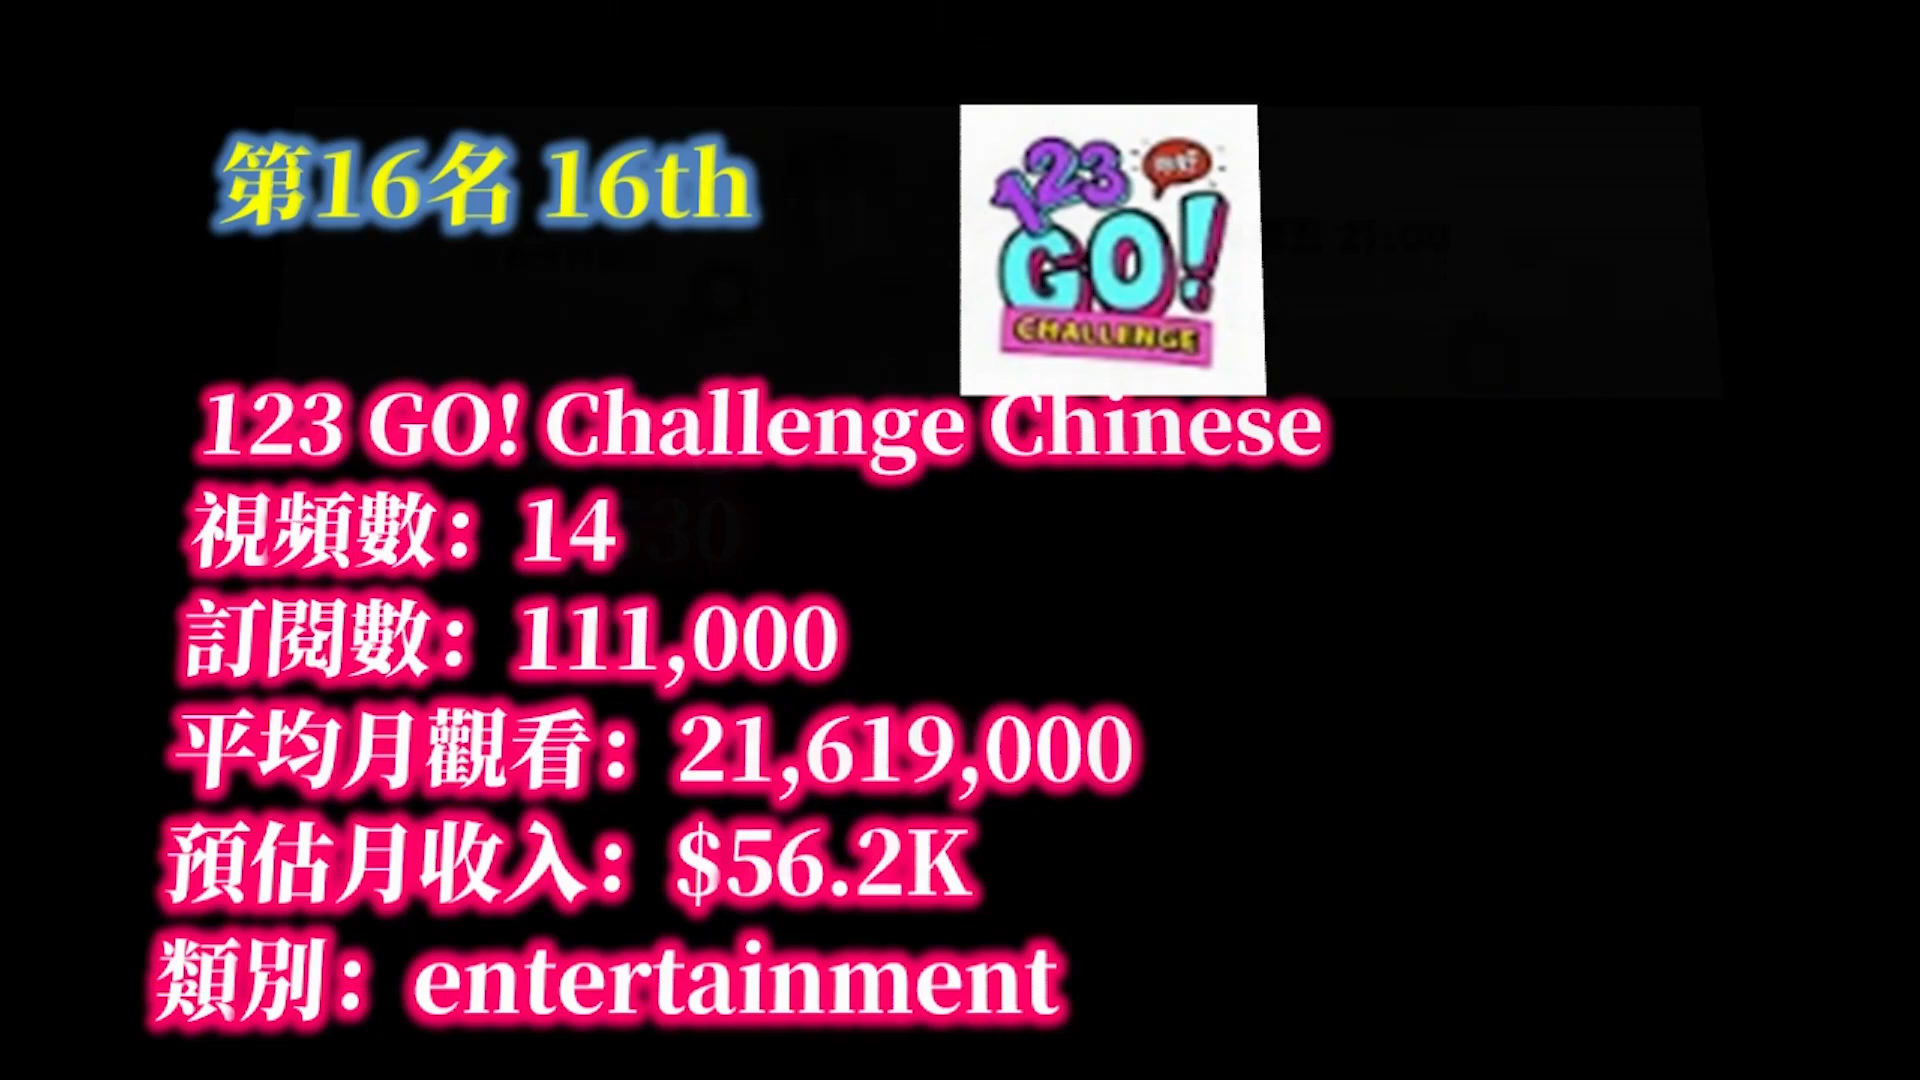 第16名 16th
123
你好
GO!
CHALLENGE
123 GO! Challenge Chinese
視頻數：14
訂閱數：111,000
平均月觀看：21,619,000
預估月收入：$56.2K
類別：entertainment